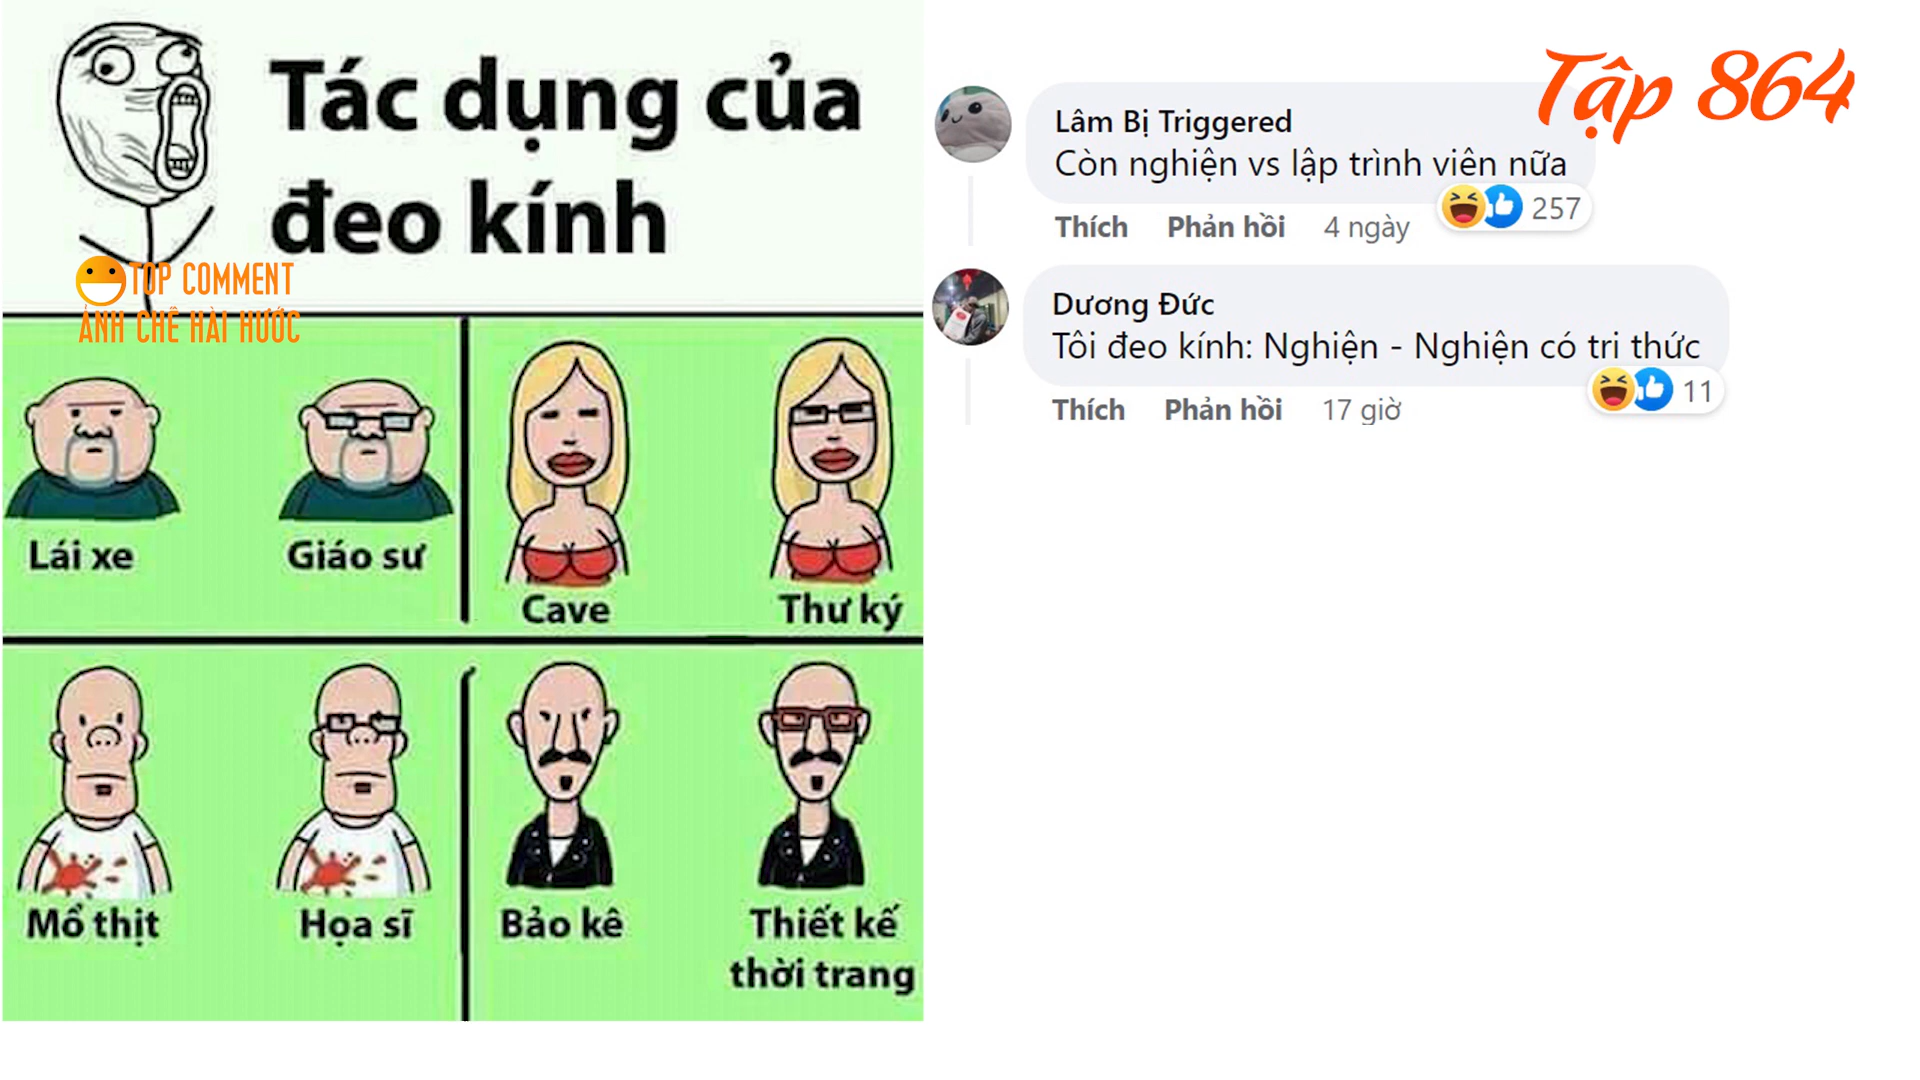 Tác dụng của
đeo kính
TOP COMMENT
ẢNH CHẾ HÀI HƯỚC
Lái xe
Giáo sư
Cave
Thư ký
Mổ thịt
Họa sĩ
Bảo kê
Thiết kế
thời trang
Tập 864
Lâm Bị Triggered
Còn nghiện vs lập trình viên nữa
Thích Phản hồi 4 ngày 257
Dương Đức
Tôi đeo kính: Nghiện - Nghiện có tri thức
Thích Phản hồi 17 giờ 11